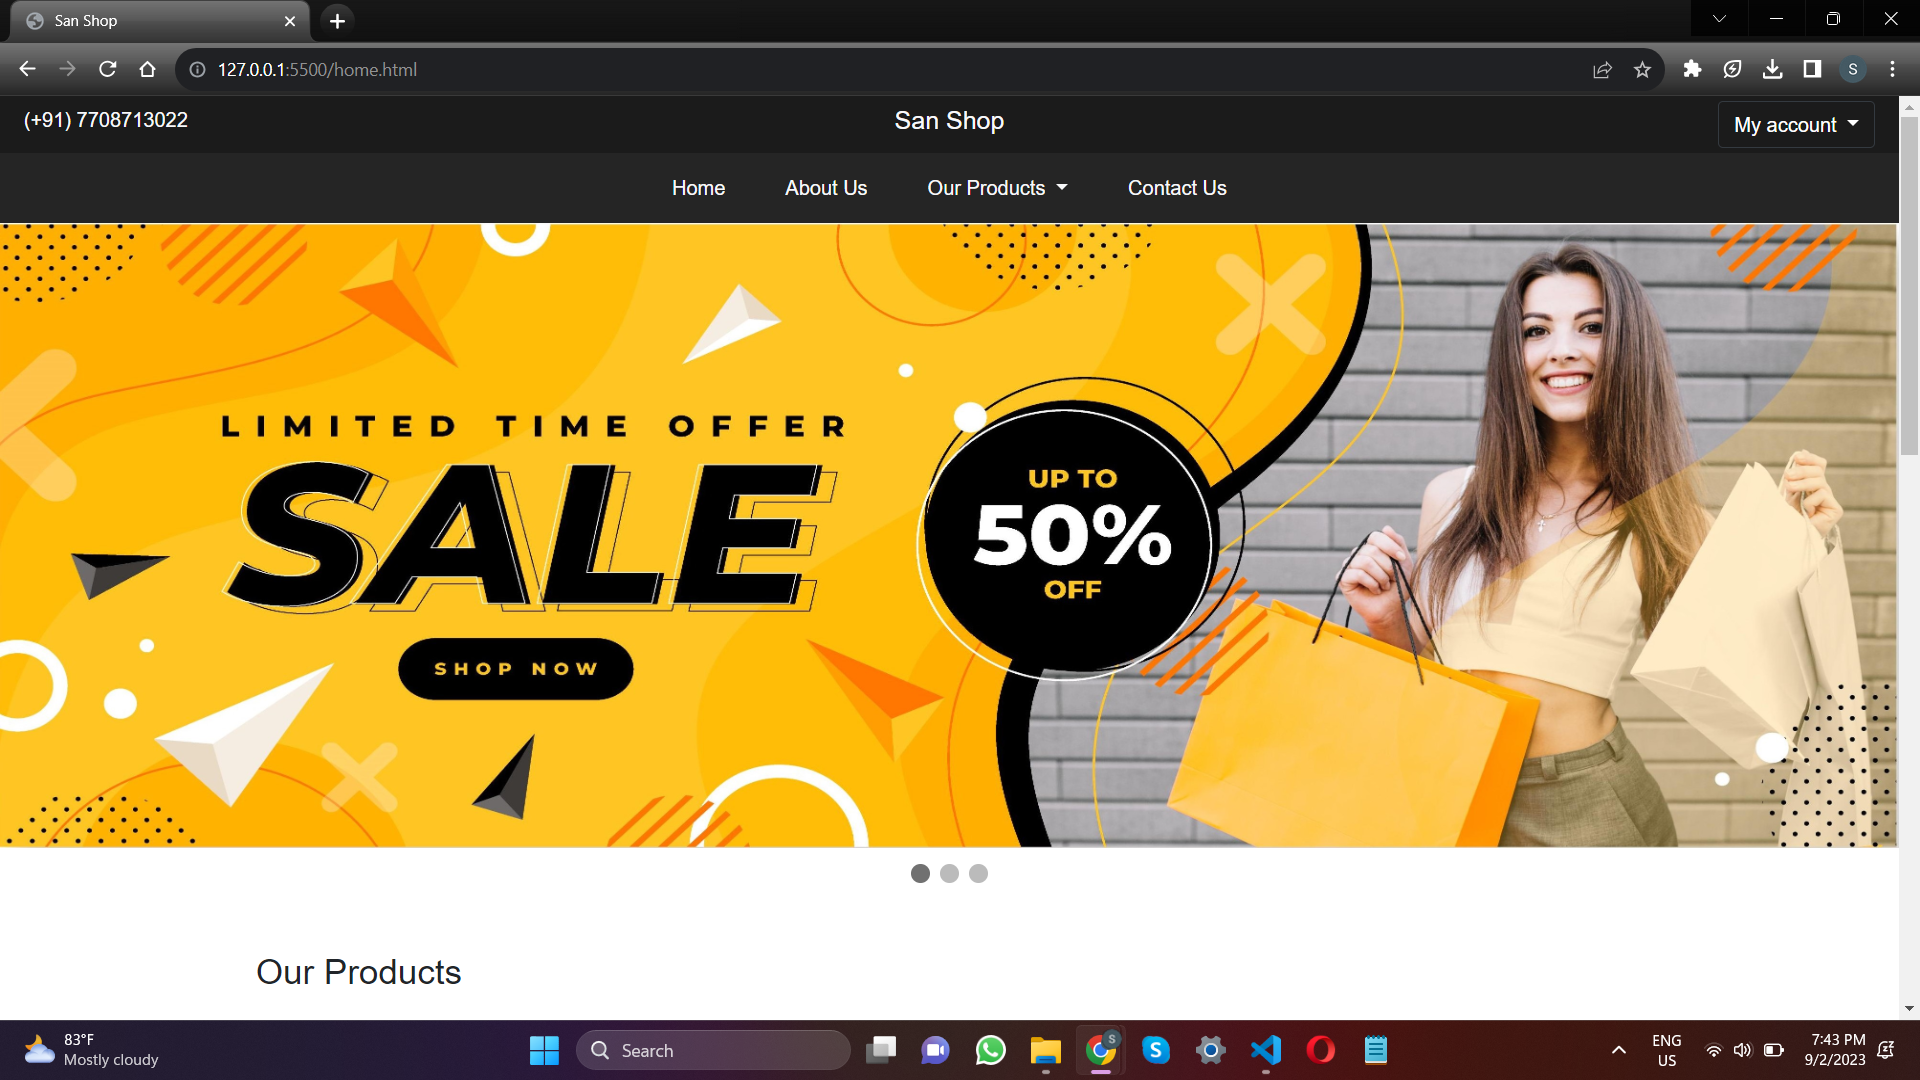 San Shop
127.0.0.1:5500/home.html
S
(+91) 7708713022
San Shop
My account
Home
About Us
Our Products
Contact Us
LIMITED TIME OFFER
SALE
SHOP NOW
UP TO
50%
OFF
Our Products
83°F
Mostly cloudy
Search
S
S
ENG
US
7:43 PM
9/2/2023